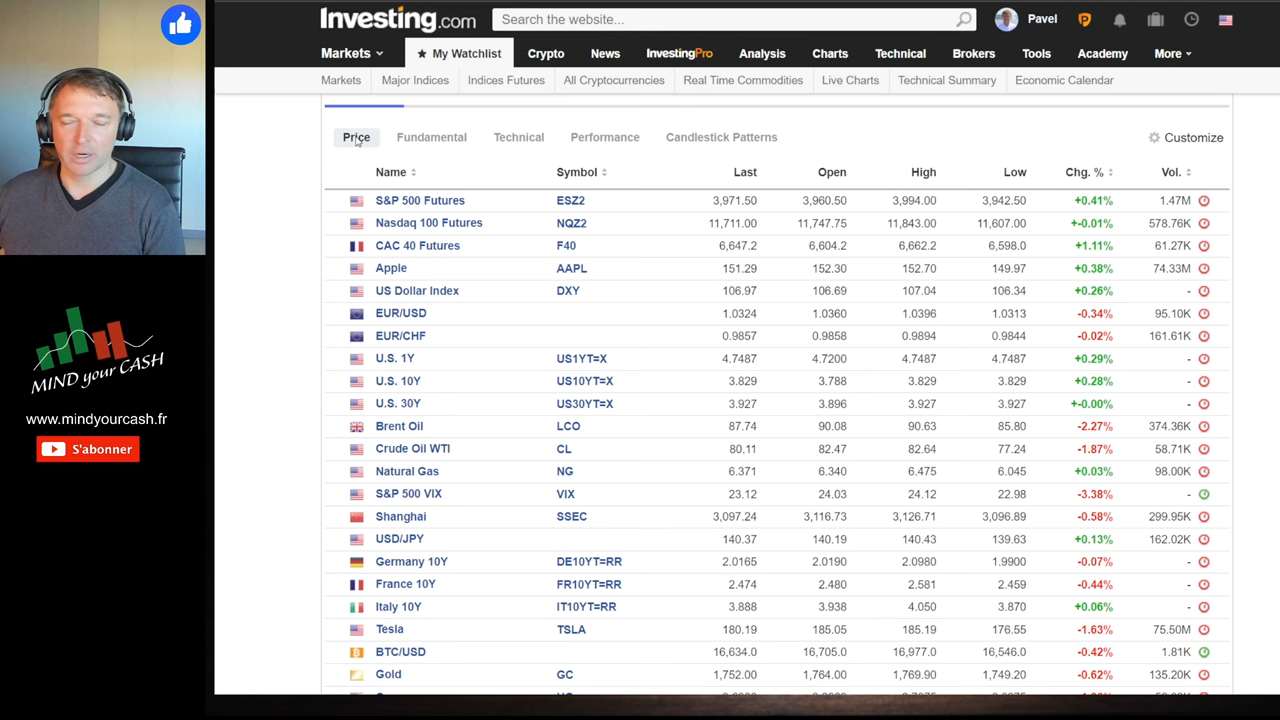 Investing.com
Search the website...
Pavel
Markets
★ My Watchlist
Crypto
News
InvestingPro
Analysis
Charts
Technical
Brokers
Tools
Academy
More
Markets
Major Indices
Indices Futures
All Cryptocurrencies
Real Time Commodities
Live Charts
Technical Summary
Economic Calendar
Price
Fundamental
Technical
Performance
Candlestick Patterns
Customize
Name Symbol Last Open High Low Chg. % Vol.
S&P 500 Futures ESZ2 3,971.50 3,960.50 3,994.00 3,942.50 +0.41% 1.47M
Nasdaq 100 Futures NQZ2 11,711.00 11,747.75 11,843.00 11,607.00 +-0.01% 578.76K
CAC 40 Futures F40 6,647.2 6,604.2 6,662.2 6,598.0 +1.11% 61.27K
Apple AAPL 151.29 152.30 152.70 149.97 +0.38% 74.33M
US Dollar Index DXY 106.97 106.69 107.04 106.34 +0.26% -
EUR/USD 1.0324 1.0360 1.0396 1.0313 -0.34% 95.10K
EUR/CHF 0.9857 0.9858 0.9894 0.9844 -0.02% 161.61K
U.S. 1Y US1YT=X 4.7487 4.7200 4.7487 4.7487 +0.29% -
U.S. 10Y US10YT=X 3.829 3.788 3.829 3.829 +0.28% -
U.S. 30Y US30YT=X 3.927 3.896 3.927 3.927 +-0.00% -
Brent Oil LCO 87.74 90.08 90.63 85.80 -2.27% 374.36K
Crude Oil WTI CL 80.11 82.47 82.64 77.24 -1.87% 58.71K
Natural Gas NG 6.371 6.340 6.475 6.045 +0.03% 98.00K
S&P 500 VIX VIX 23.12 24.03 24.12 22.98 -3.38% -
Shanghai SSEC 3,097.24 3,116.73 3,126.71 3,096.89 -0.58% 299.95K
USD/JPY 140.37 140.19 140.43 139.63 +0.13% 162.02K
Germany 10Y DE10YT=RR 2.0165 2.0190 2.0980 1.9900 -0.07% -
France 10Y FR10YT=RR 2.474 2.480 2.581 2.459 -0.44% -
Italy 10Y IT10YT=RR 3.888 3.938 4.050 3.870 +0.06% -
Tesla TSLA 180.19 185.05 185.19 176.55 -1.63% 75.50M
BTC/USD 16,634.0 16,705.0 16,977.0 16,546.0 -0.42% 1.81K
Gold GC 1,752.00 1,764.00 1,769.90 1,749.20 -0.62% 135.20K
MIND your CASH
www.mindyourcash.fr
S'abonner